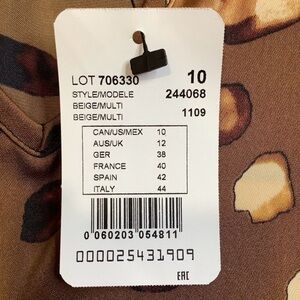 LOT 706330 10
STYLE/MODELE 244068
BEIGE/MULTI
BEIGE/MULTI 1109
CAN/US/MEX 10
AUS/UK 12
GER 38
FRANCE 40
SPAIN 42
ITALY 44
0 060203 054811
000025431909
EAC